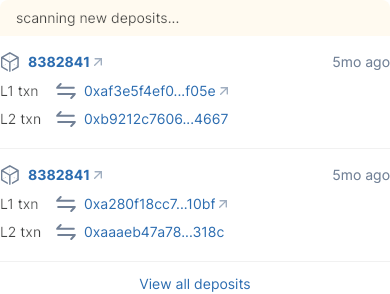 scanning new deposits...
8382841 5mo ago
L1 txn 0xaf3e5f4ef0...f05e
L2 txn 0xb9212c7606...4667
8382841 5mo ago
L1 txn 0xa280f18cc7...10bf
L2 txn 0xaaaeb47a78...318c
View all deposits